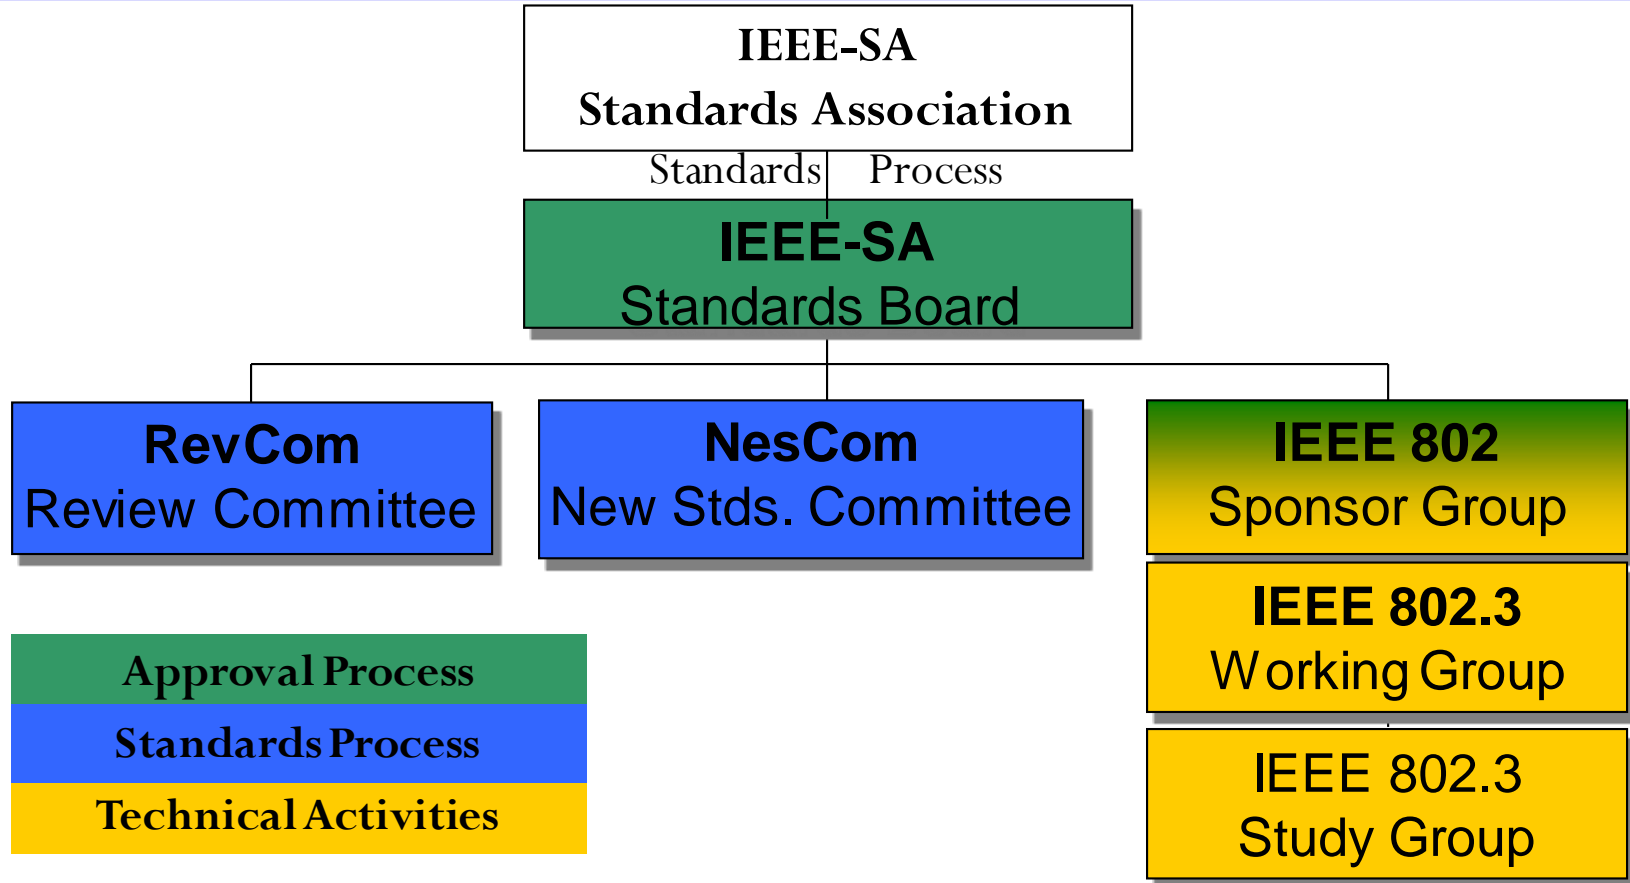 IEEE-SA
Standards Association
Standards Process
IEEE-SA
Standards Board
RevCom
Review Committee
NesCom
New Stds. Committee
IEEE 802
Sponsor Group
IEEE 802.3
Working Group
IEEE 802.3
Study Group
Approval Process
Standards Process
Technical Activities